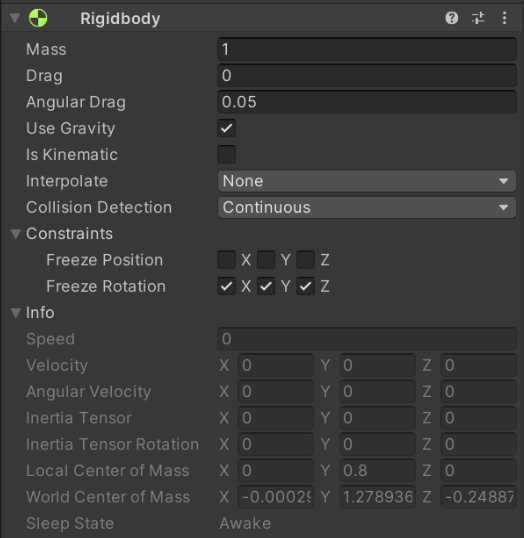 Rigidbody
Mass 1
Drag 0
Angular Drag 0.05
Use Gravity
Is Kinematic
Interpolate None
Collision Detection Continuous
Constraints
Freeze Position X Y Z
Freeze Rotation X Y Z
Info
Speed 0
Velocity X 0 Y 0 Z 0
Angular Velocity X 0 Y 0 Z 0
Inertia Tensor X 0 Y 0 Z 0
Inertia Tensor Rotation X 0 Y 0 Z 0
Local Center of Mass X 0 Y 0.8 Z 0
World Center of Mass X -0.00029 Y 1.278936 Z -0.24887
Sleep State Awake